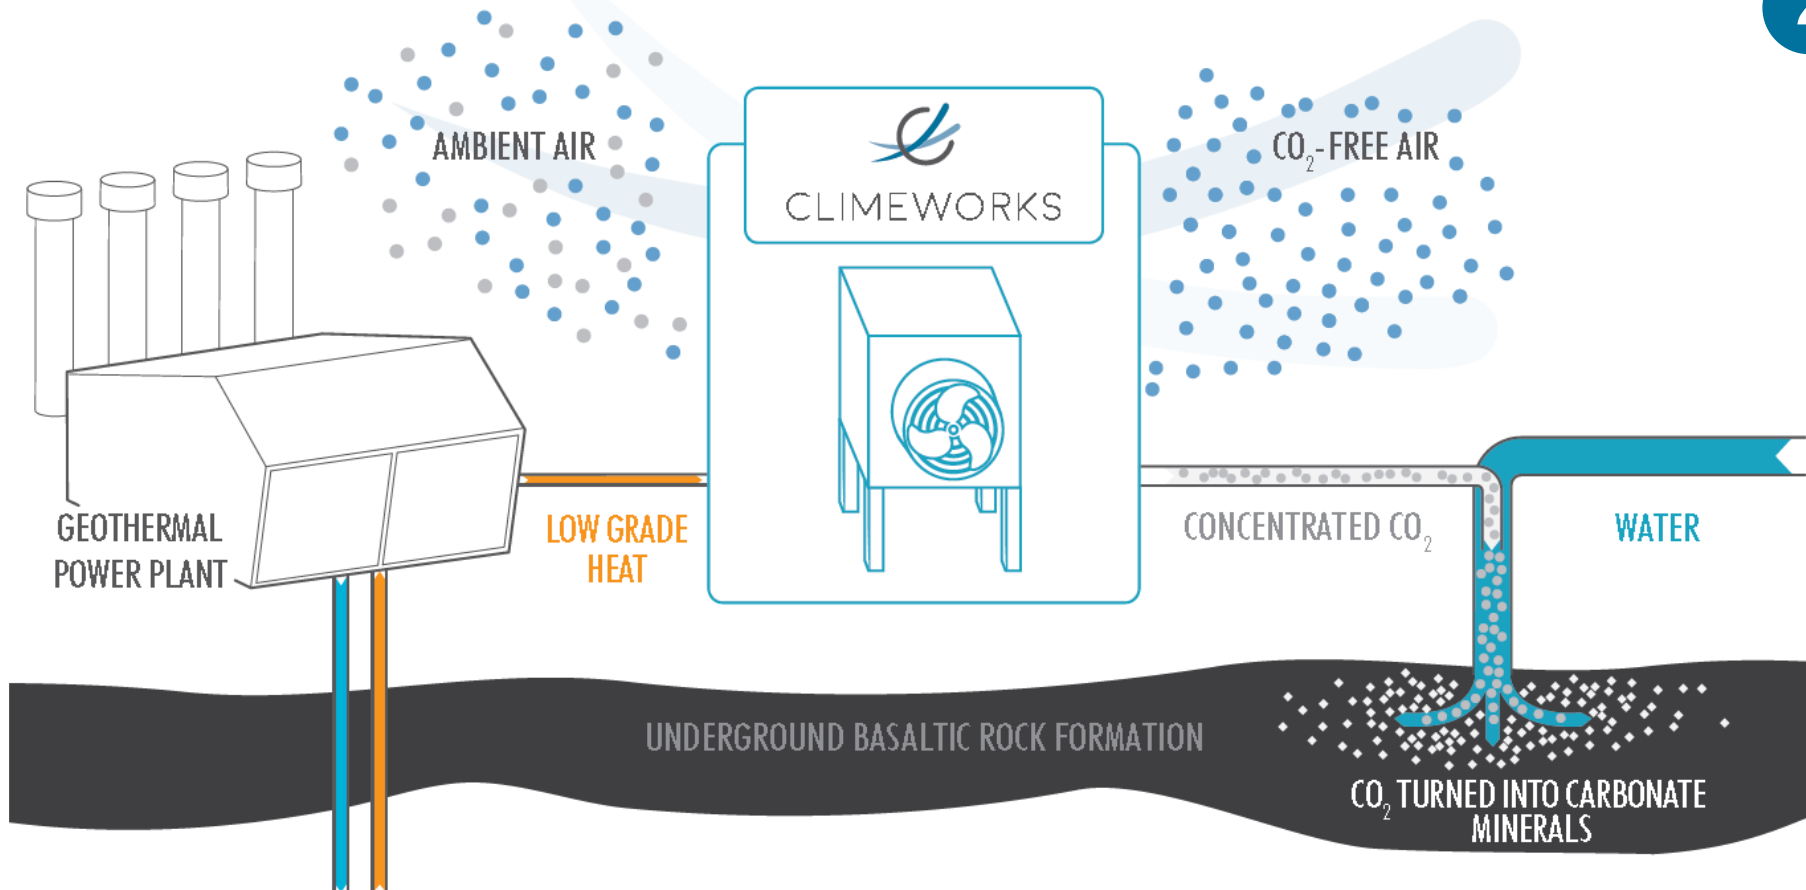 AMBIENT AIR
CO₂-FREE AIR
CLIMEWORKS
GEOTHERMAL
POWER PLANT
LOW GRADE
HEAT
CONCENTRATED CO₂
WATER
UNDERGROUND BASALTIC ROCK FORMATION
CO₂ TURNED INTO CARBONATE
MINERALS